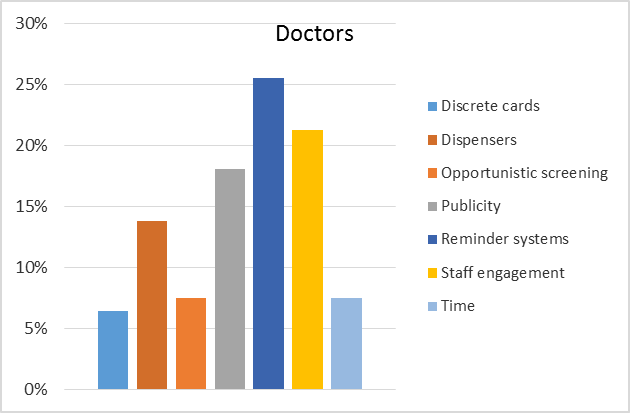 Doctors
30%
25%
20%
15%
10%
5%
0%
Discrete cards
Dispensers
Opportunistic screening
Publicity
Reminder systems
Staff engagement
Time